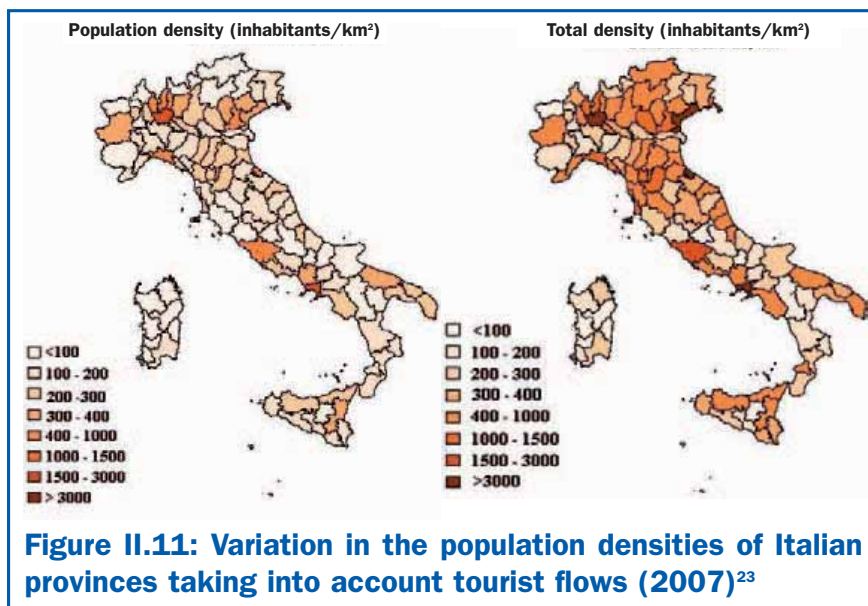 Population density (inhabitants/km²)
Total density (inhabitants/km²)
<100
100 - 200
200 -300
300 - 400
400 - 1000
1000 - 1500
1500 - 3000
> 3000
<100
100 - 200
200 - 300
300 - 400
400 - 1000
1000 - 1500
1500 - 3000
>3000
Figure II.11: Variation in the population densities of Italian
provinces taking into account tourist flows (2007)²³